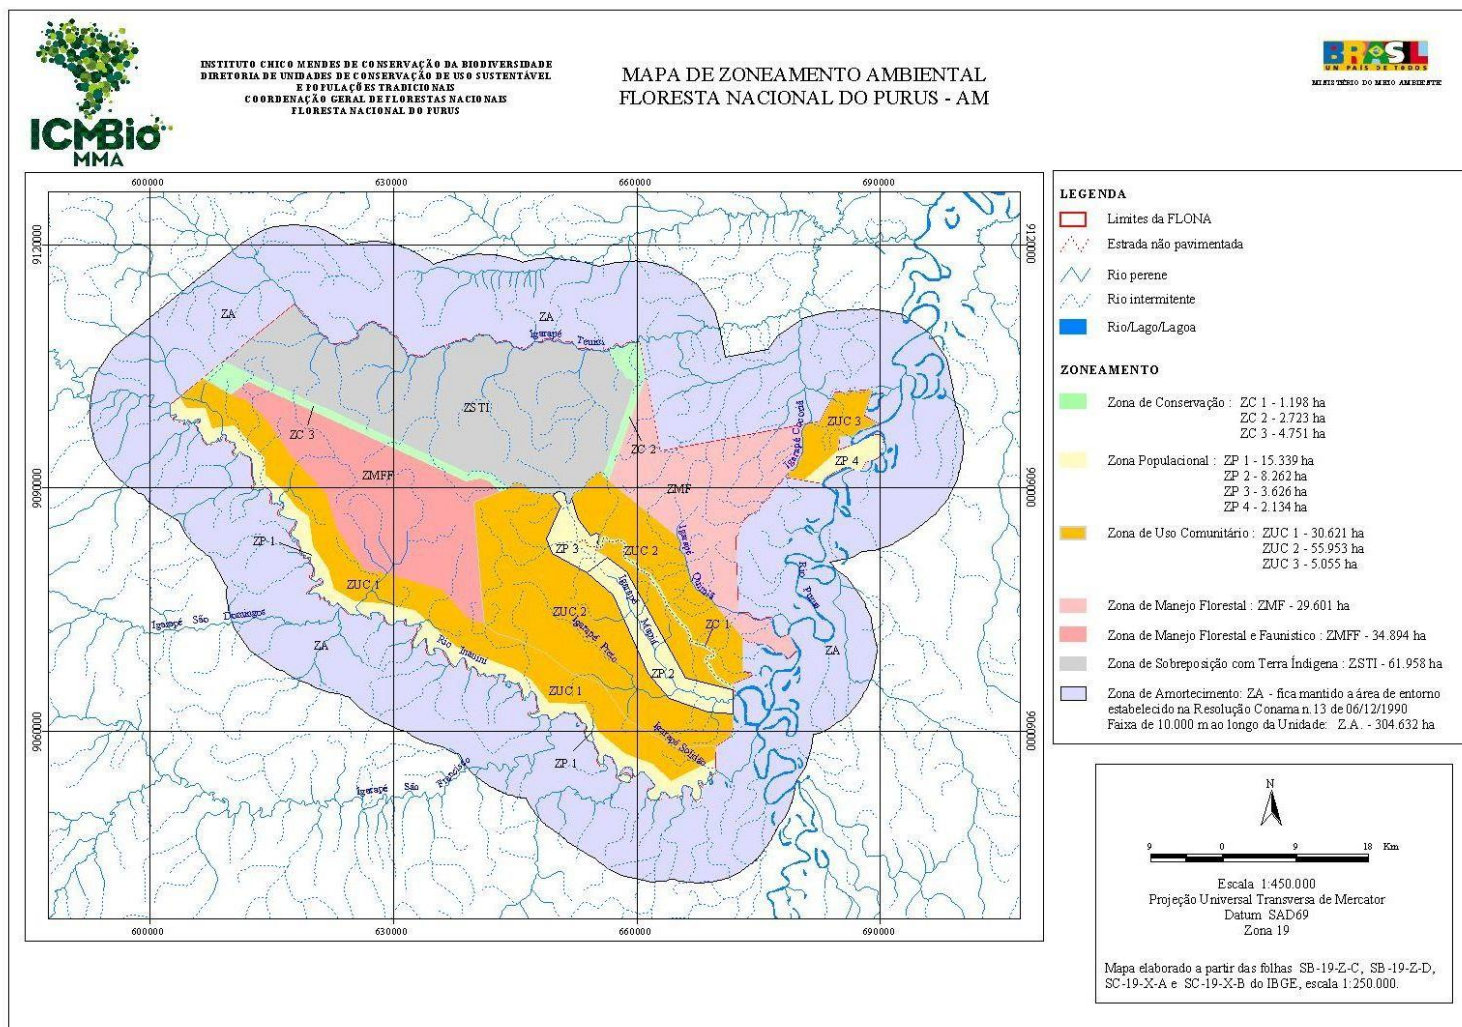 ICMBio
MMA
INSTITUTO CHICO MENDES DE CONSERVAÇÃO DA BIODIVERSIDADE
DIRETORIA DE UNIDADES DE CONSERVAÇÃO DE USO SUSTENTÁVEL
E POPULAÇÕES TRADICIONAIS
COORDENAÇÃO GERAL DE FLORESTAS NACIONAIS
FLORESTA NACIONAL DO PURUS
MAPA DE ZONEAMENTO AMBIENTAL
FLORESTA NACIONAL DO PURUS - AM
BRASIL
UM PAÍS DE TODOS
MINISTÉRIO DO MEIO AMBIENTE
600000
630000
660000
690000
9120000
9120000
ZA
ZA
Igarapé
ZSTI
ZC 3
ZC 2
ZUC 3
ZP 4
ZMFF
ZMF
9090000
9090000
Igarapé
ZP 1
ZP 3
ZUC 2
ZUC 1
Rio Purus
Igarapé São Domingos
ZUC 2
Igarapé Preto
Igarapé Mapiá
ZC 1
ZA
ZA
Rio Inauini
ZP 2
ZUC 1
9060000
9060000
ZP 1
Igarapé Solidão
Igarapé São Francisco
600000
630000
660000
690000
LEGENDA
Limites da FLONA
Estrada não pavimentada
Rio perene
Rio intermitente
Rio/Lago/Lagoa
ZONEAMENTO
Zona de Conservação : ZC 1 - 1.198 ha
ZC 2 - 2.723 ha
ZC 3 - 4.751 ha
Zona Populacional : ZP 1 - 15.339 ha
ZP 2 - 8.262 ha
ZP 3 - 3.626 ha
ZP 4 - 2.134 ha
Zona de Uso Comunitário : ZUC 1 - 30.621 ha
ZUC 2 - 55.953 ha
ZUC 3 - 5.055 ha
Zona de Manejo Florestal : ZMF - 29.601 ha
Zona de Manejo Florestal e Faunistico : ZMFF - 34.894 ha
Zona de Sobreposição com Terra Índigena : ZSTI - 61.958 ha
Zona de Amortecimento: ZA - fica mantido a área de entorno
estabelecido na Resolução Conama n.13 de 06/12/1990
Faixa de 10.000 m ao longo da Unidade: Z.A. - 304.632 ha
N
9 0 9 18 Km
Escala 1:450.000
Projeção Universal Transversa de Mercator
Datum SAD69
Zona 19
Mapa elaborado a partir das folhas SB-19-Z-C, SB-19-Z-D,
SC-19-X-A e SC-19-X-B do IBGE, escala 1:250.000.